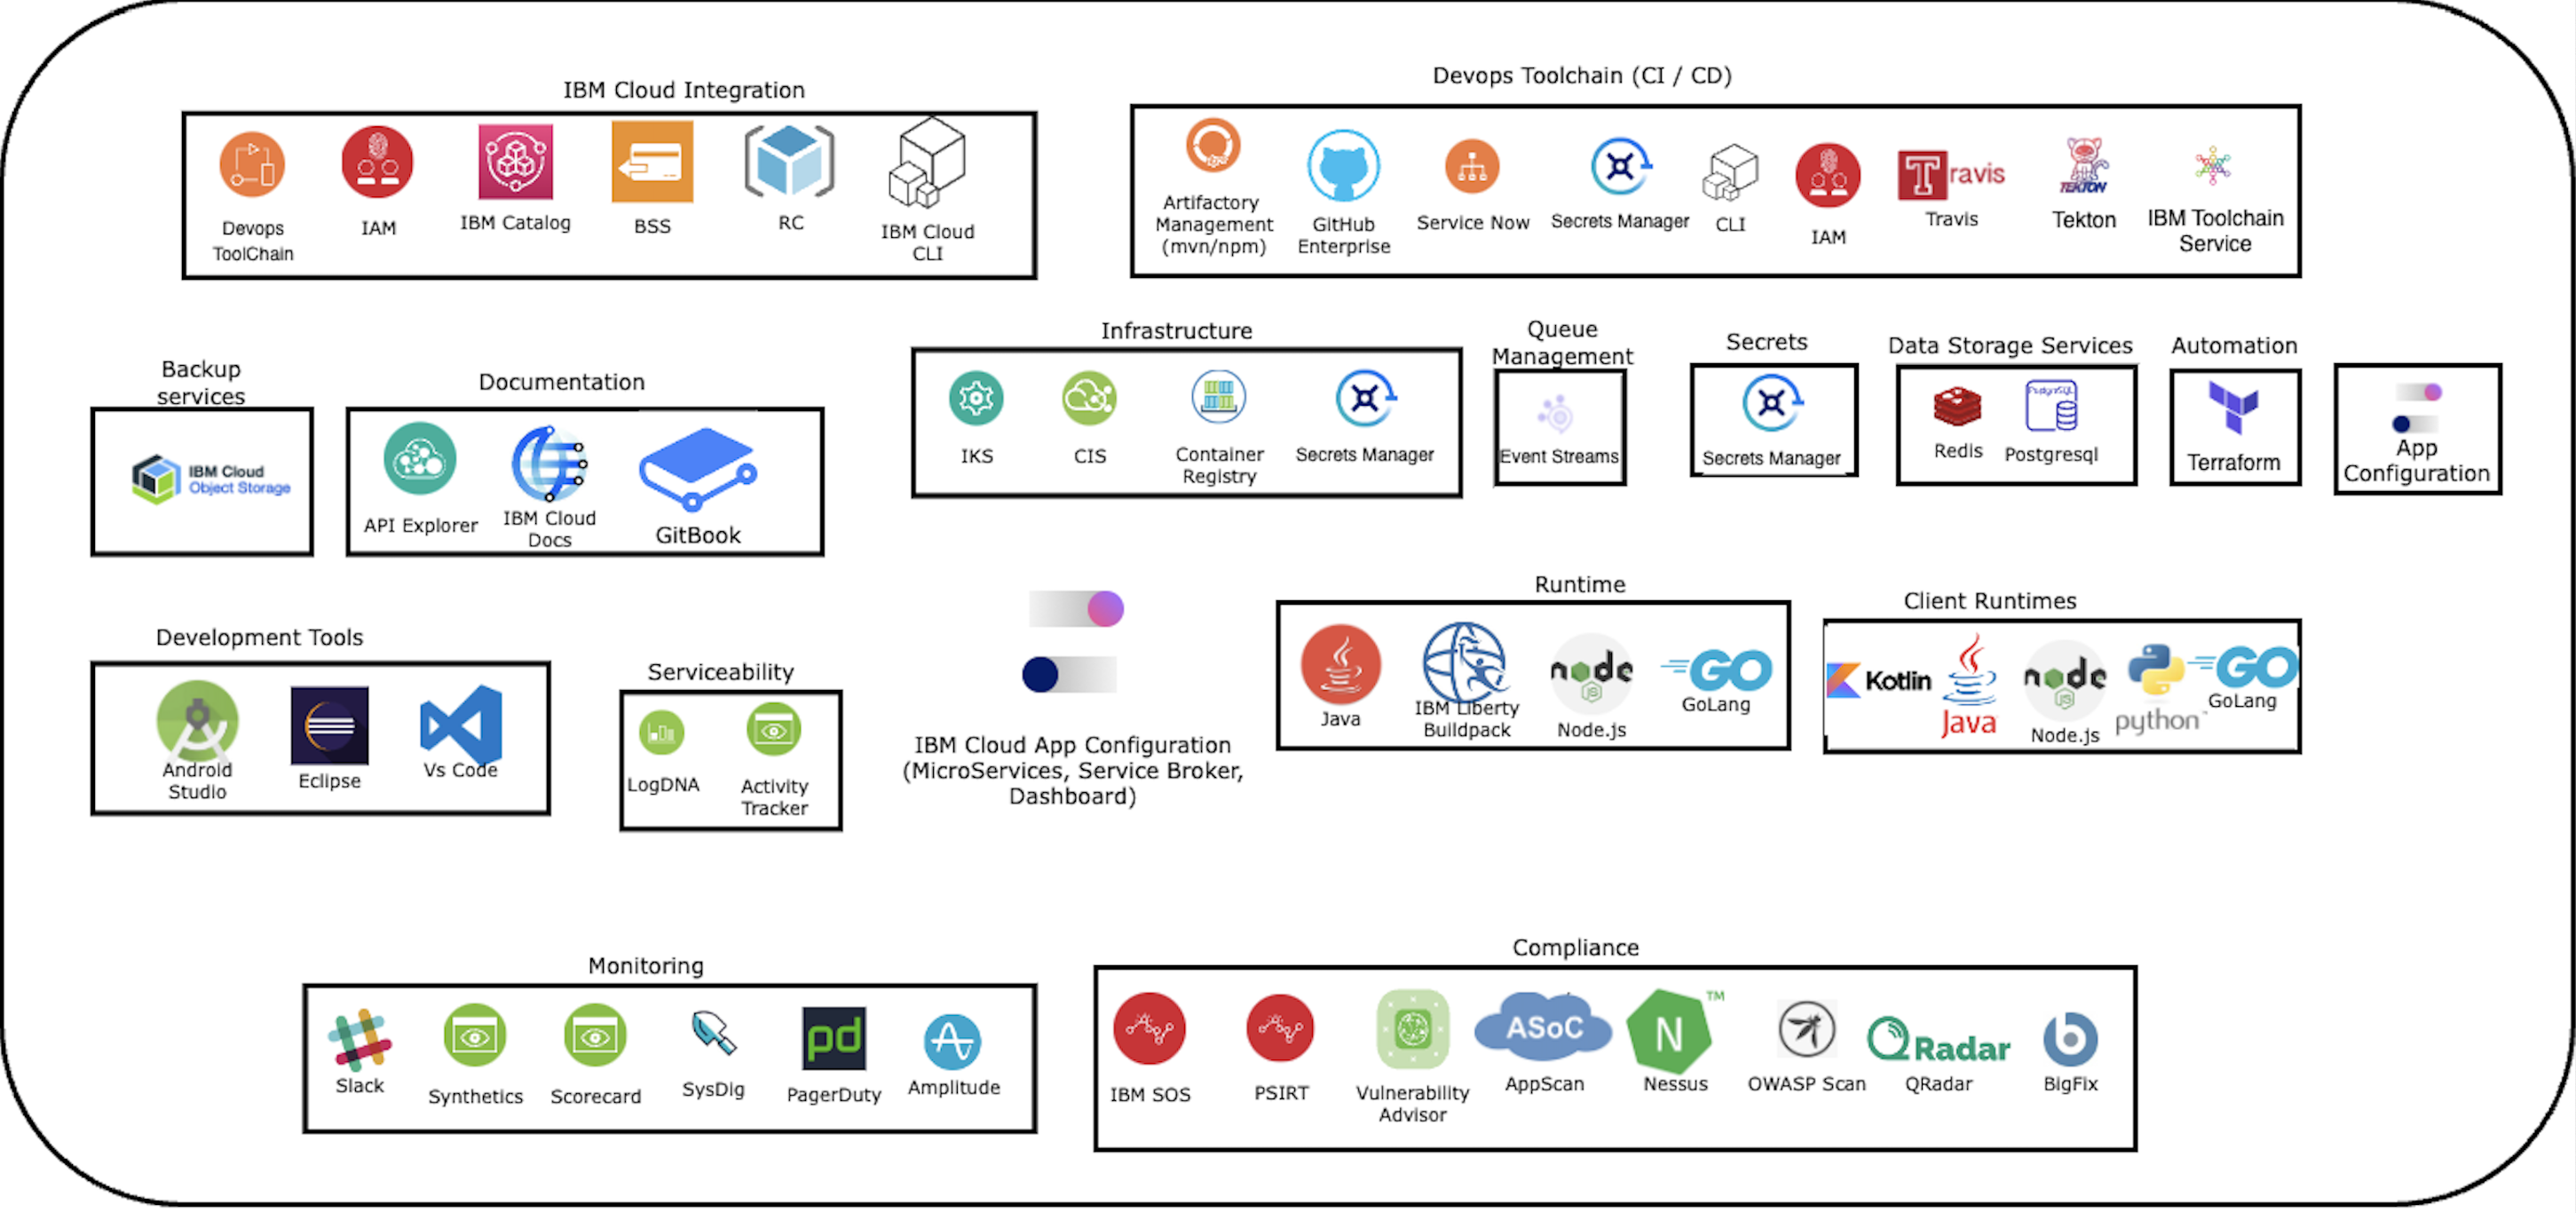 IBM Cloud Integration
Devops
ToolChain
IAM
IBM Catalog
BSS
RC
IBM Cloud
CLI
Devops Toolchain (CI / CD)
Artifactory
Management
(mvn/npm)
GitHub
Enterprise
Service Now
Secrets Manager
CLI
IAM
Travis
Travis
TEKTON
Tekton
IBM Toolchain
Service
Backup
services
IBM Cloud
Object Storage
Documentation
API Explorer
IBM Cloud
Docs
GitBook
Infrastructure
IKS
CIS
Container
Registry
Secrets Manager
Queue
Management
Event Streams
Secrets
Secrets Manager
Data Storage Services
Redis
PostgreSQL
Postgresql
Automation
Terraform
App
Configuration
Development Tools
Android
Studio
Eclipse
Vs Code
Serviceability
LogDNA
Activity
Tracker
IBM Cloud App Configuration
(MicroServices, Service Broker,
Dashboard)
Runtime
Java
IBM Liberty
Buildpack
node
JS
Node.js
GO
GoLang
Client Runtimes
Kotlin
Java
node
JS
Node.js
python™
GO
GoLang
Monitoring
Slack
Synthetics
Scorecard
SysDig
pd
PagerDuty
Amplitude
Compliance
IBM SOS
PSIRT
Vulnerability
Advisor
ASoC
AppScan
N
™
Nessus
OWASP Scan
QRadar
QRadar
b
BigFix